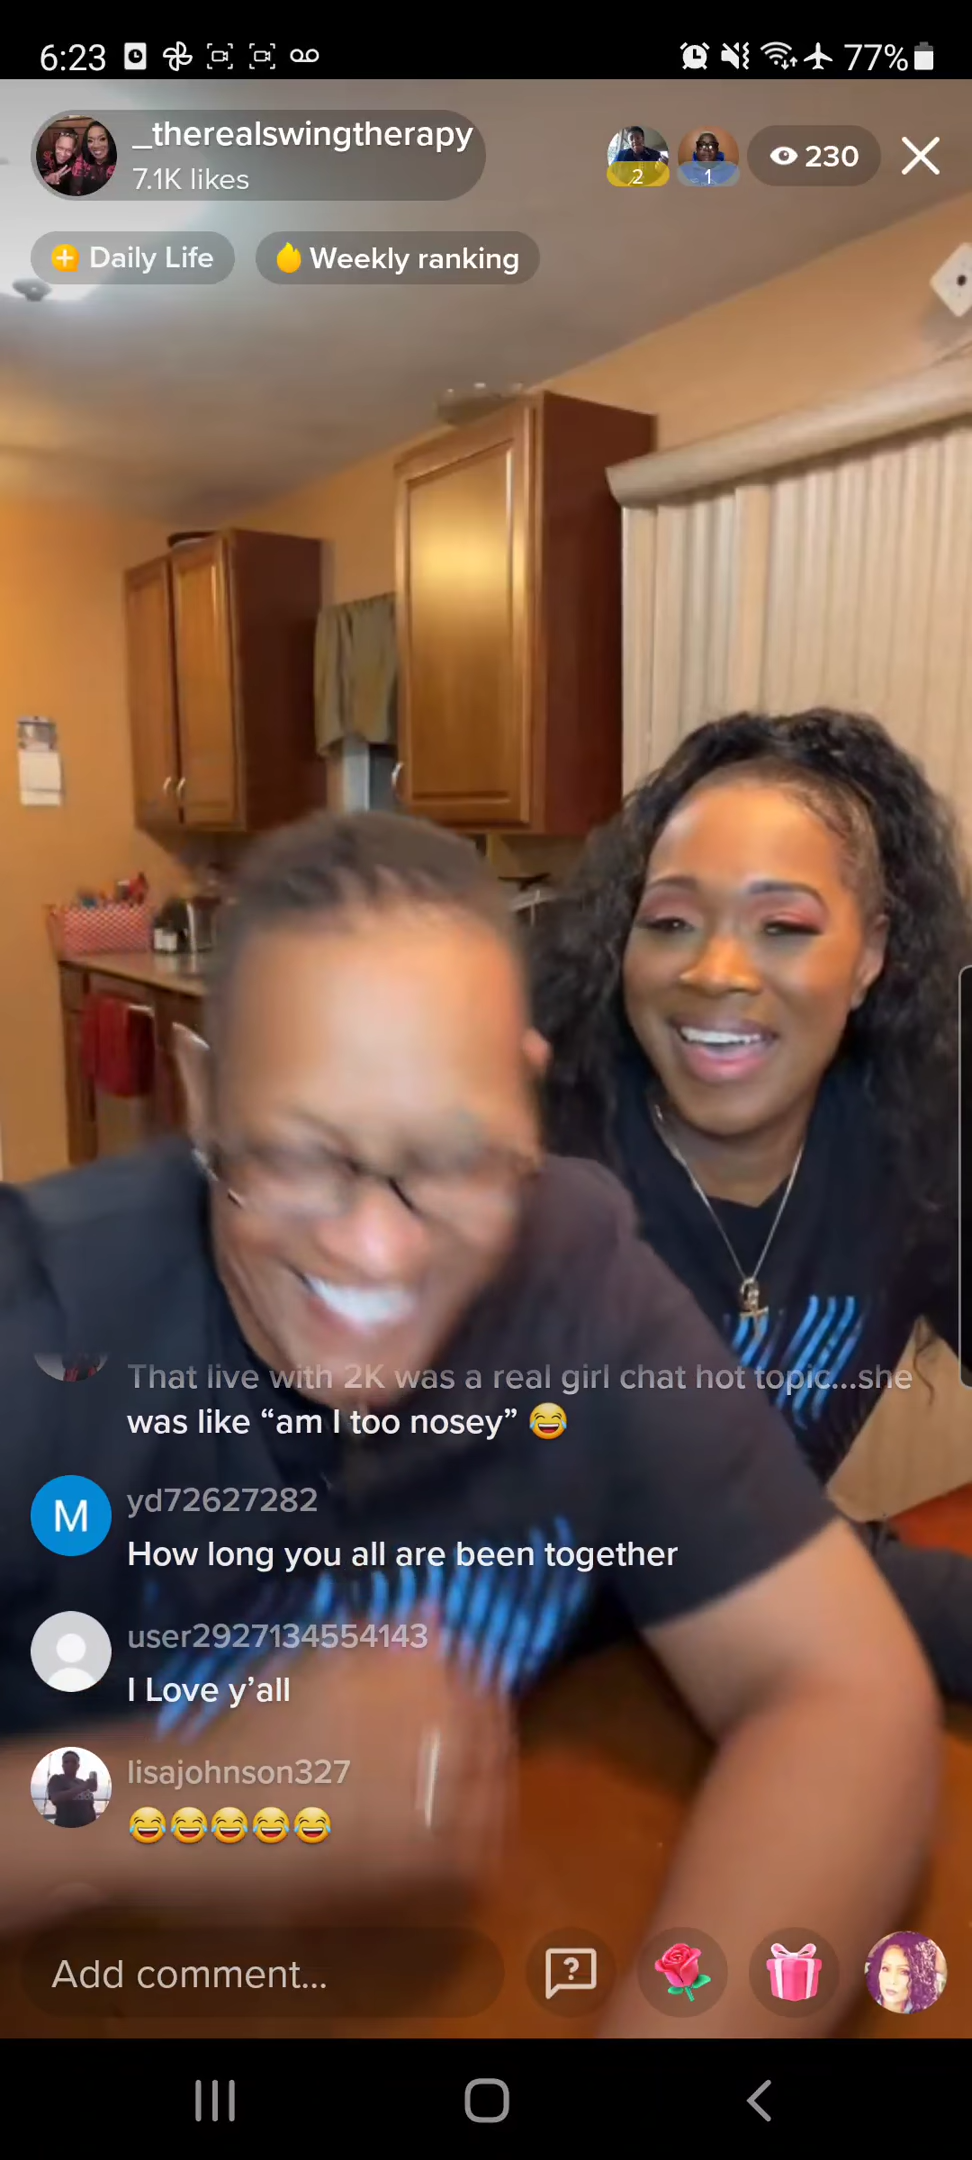 6:23
77%
_therealswingtherapy
7.1K likes
2
1
230
Daily Life
Weekly ranking
That live with 2K was a real girl chat hot topic...she
was like “am I too nosey” 😂
M
yd72627282
How long you all are been together
user2927134554143
I Love y’all
lisajohnson327
😂😂😂😂😂
Add comment...
?